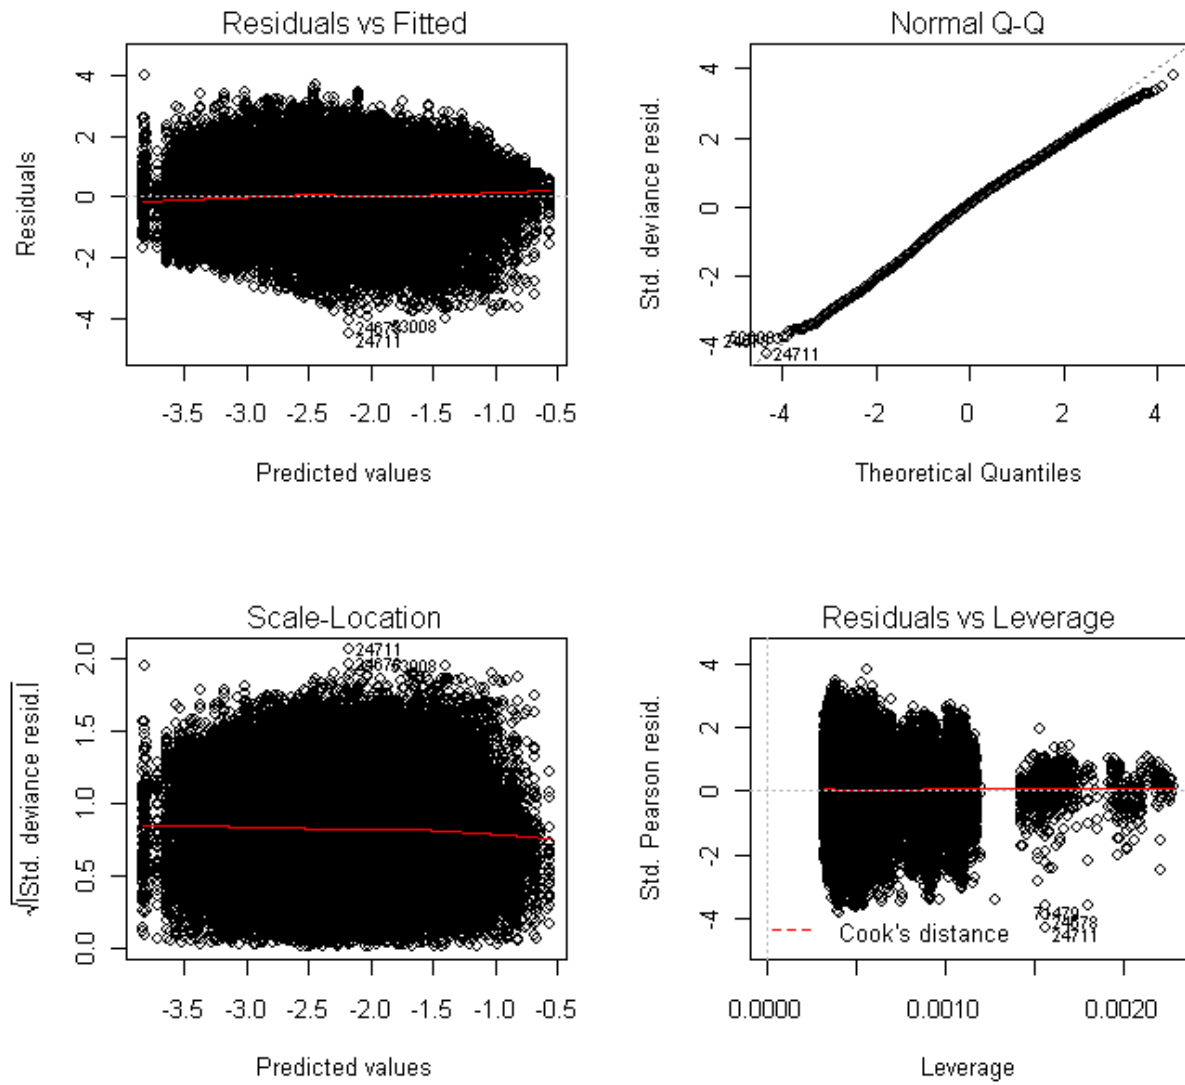 Residuals vs Fitted
Residuals
4
2
0
-2
-4
24711
-3.5 -3.0 -2.5 -2.0 -1.5 -1.0 -0.5
Predicted values
Normal Q-Q
Std. deviance resid.
4
2
0
-2
-4
24711
-4 -2 0 2 4
Theoretical Quantiles
Scale-Location
√|Std. deviance resid.|
2.0
1.5
1.0
0.5
0.0
24711
-3.5 -3.0 -2.5 -2.0 -1.5 -1.0 -0.5
Predicted values
Residuals vs Leverage
Std. Pearson resid.
4
2
0
-2
-4
24711
Cook's distance
0.0000 0.0010 0.0020
Leverage